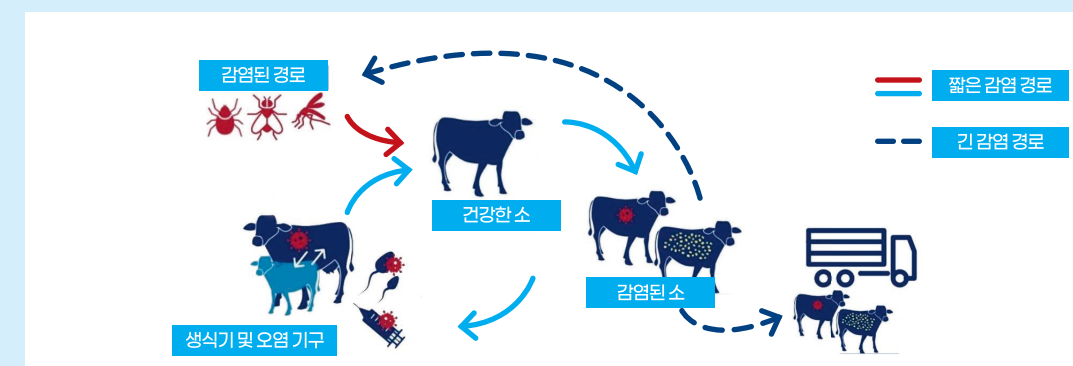 감염된 경로
짧은 감염 경로
긴 감염 경로
건강한 소
감염된 소
생식기 및 오염 기구